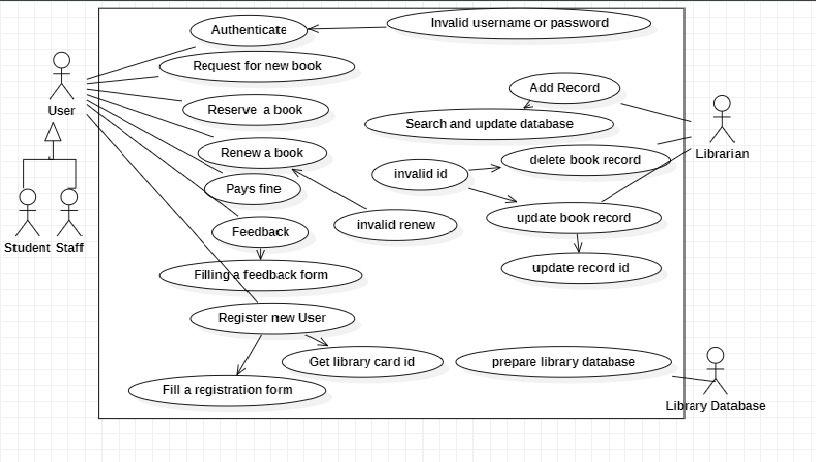 Authenticate
Invalid username or password
Request for new book
Add Record
User
Reserve a book
Search and update database
Librarian
Renew a book
delete book record
invalid id
Pays fine
update book record
invalid renew
Feedback
Student
Staff
Filling a feedback form
update record id
Register new User
Get library card id
prepare library database
Fill a registration form
Library Database